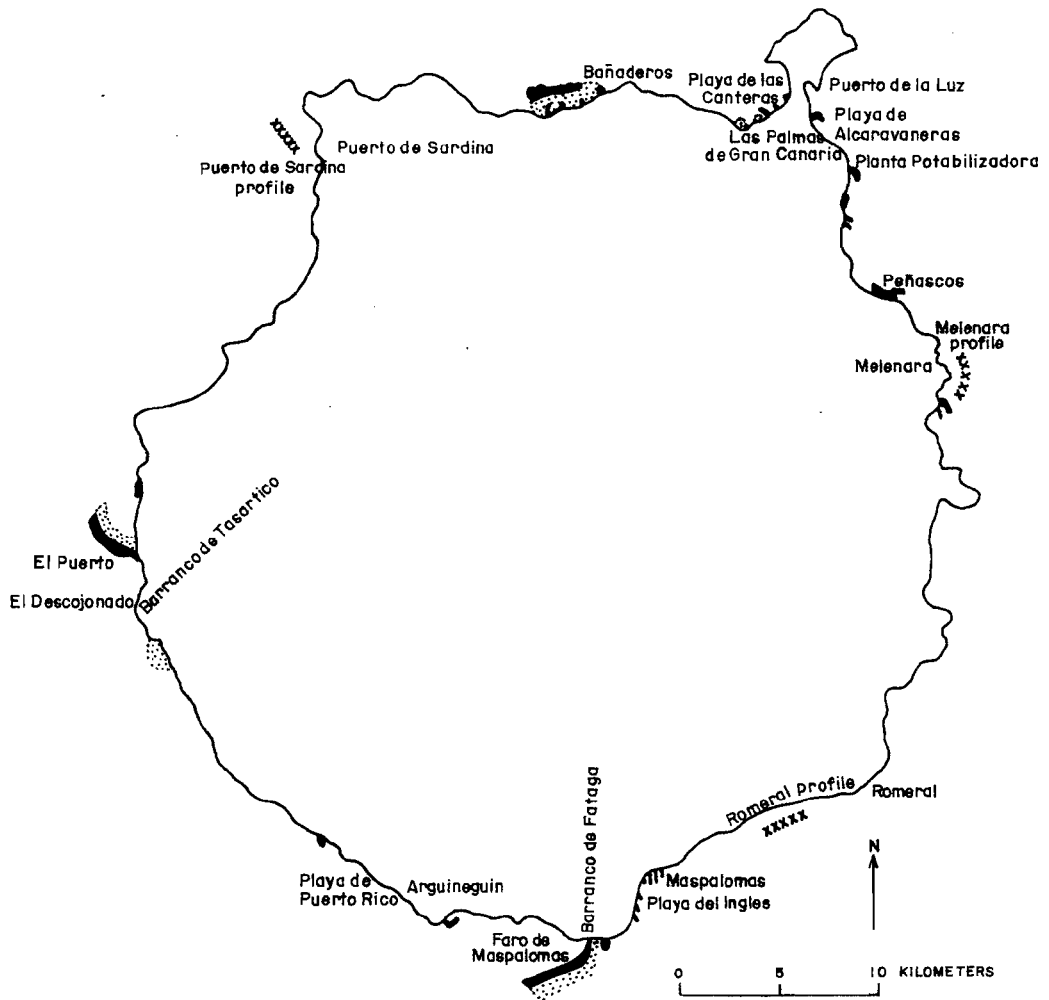 Bañaderos
Playa de las
Canteras
Puerto de la Luz
Playa de
Alcaravaneras
Las Palmas
de Gran Canaria
Planta Potabilizadora
Puerto de Sardina
Puerto de Sardina
profile
Peñascos
Melenara
profile
xxxxx
Melenara
xxxxx
Barranco de Tasartico
El Puerto
El Descojonado
Romeral profile
Romeral
xxxxx
Barranco de Fataga
Maspalomas
Playa del Ingles
Playa de
Puerto Rico
Arguineguin
Faro de
Maspalomas
N
0 5 10 KILOMETERS